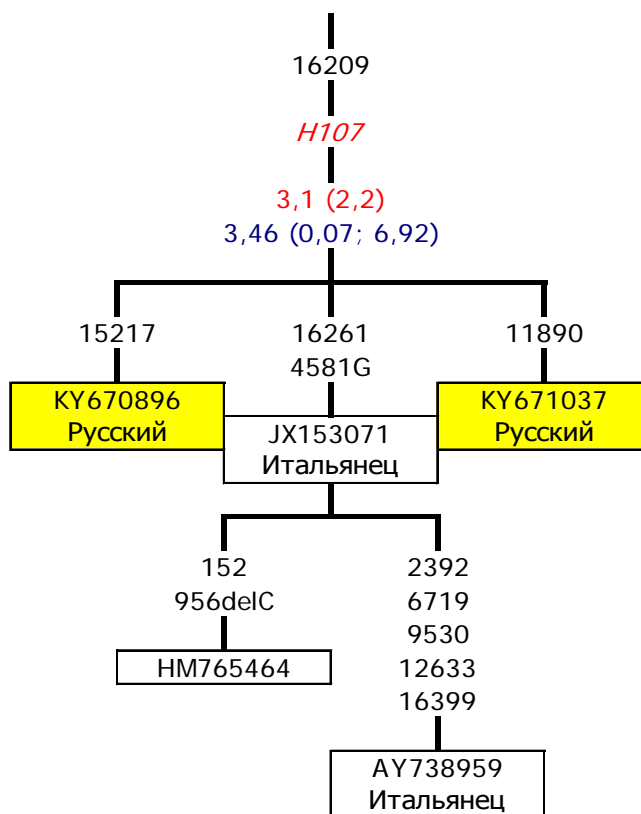 16209
H107
3,1 (2,2)
3,46 (0,07; 6,92)
15217
16261
4581G
11890
KY670896
Русский
JX153071
Итальянец
KY671037
Русский
152
956delC
HM765464
2392
6719
9530
12633
16399
AY738959
Итальянец